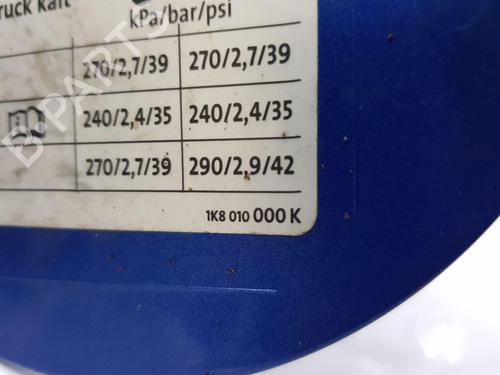 ruck kalt
kPa/bar/psi
270/2,7/39 270/2,7/39
240/2,4/35 240/2,4/35
270/2,7/39 290/2,9/42
1K8 010 000 K
B-PARTS